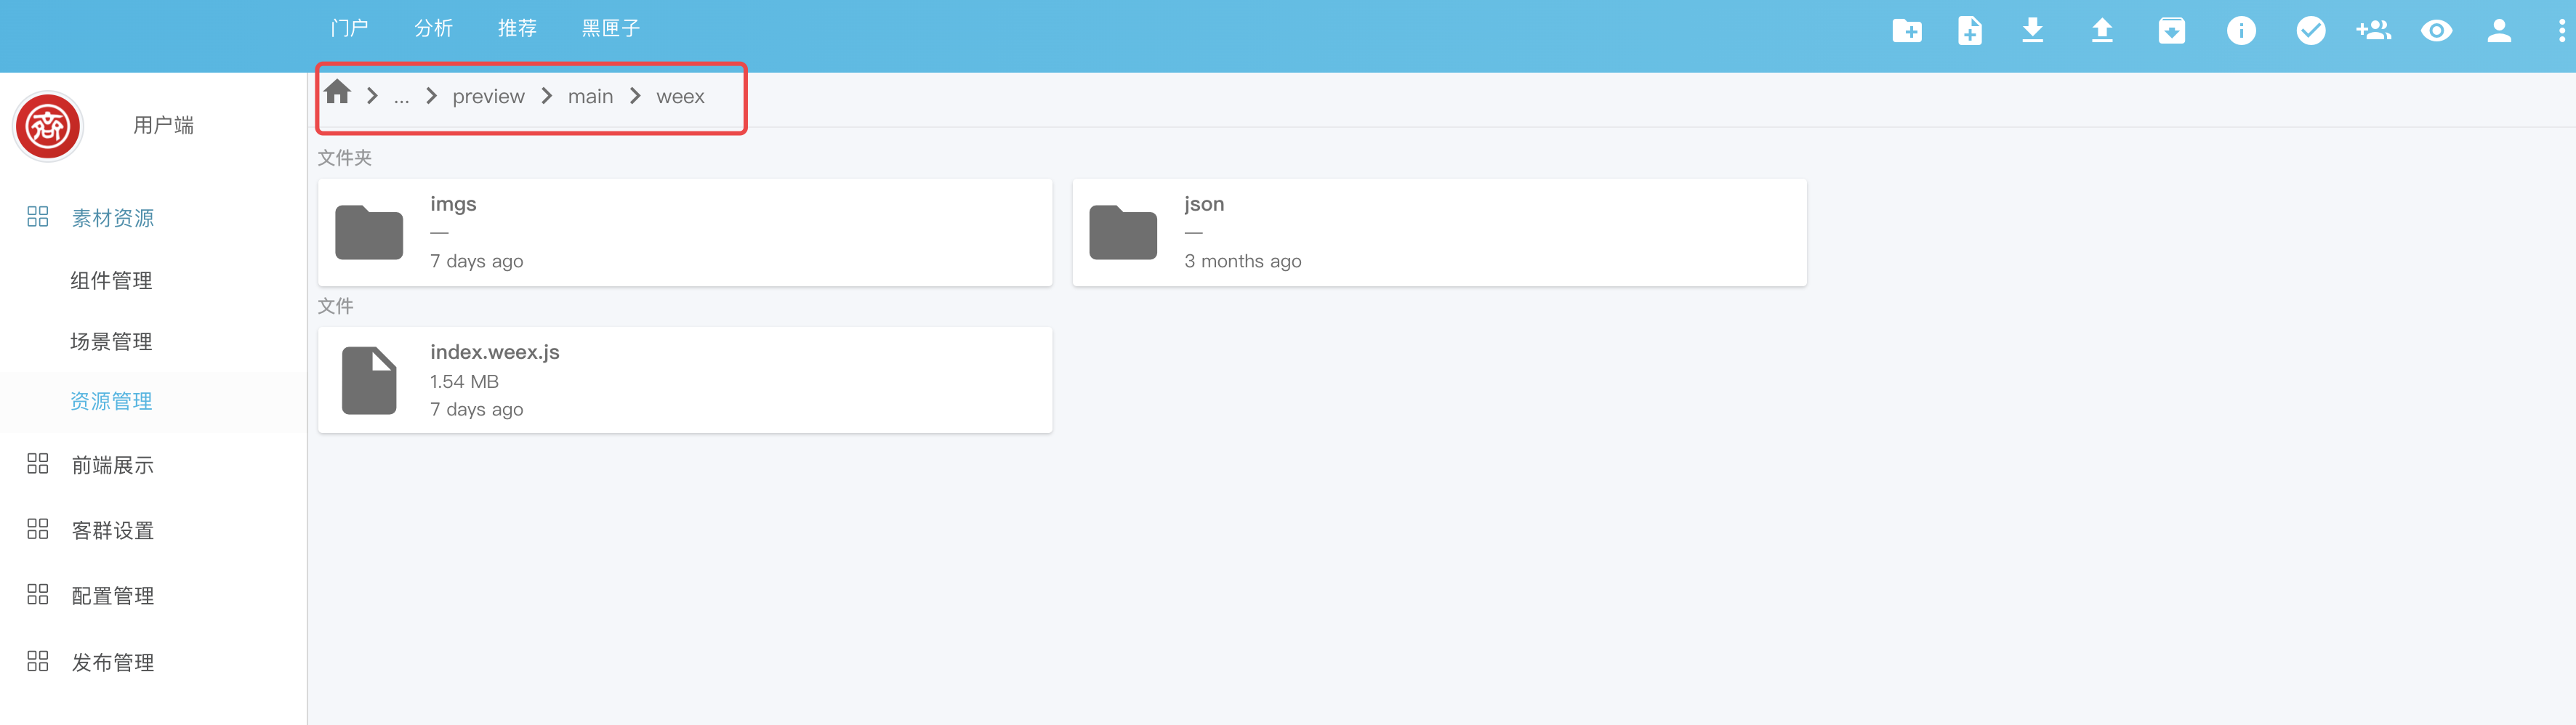 门户 分析 推荐 黑匣子
用户端
素材资源
组件管理
场景管理
资源管理
前端展示
客群设置
配置管理
发布管理
... preview main weex
文件夹
imgs
—
7 days ago
json
—
3 months ago
文件
index.weex.js
1.54 MB
7 days ago